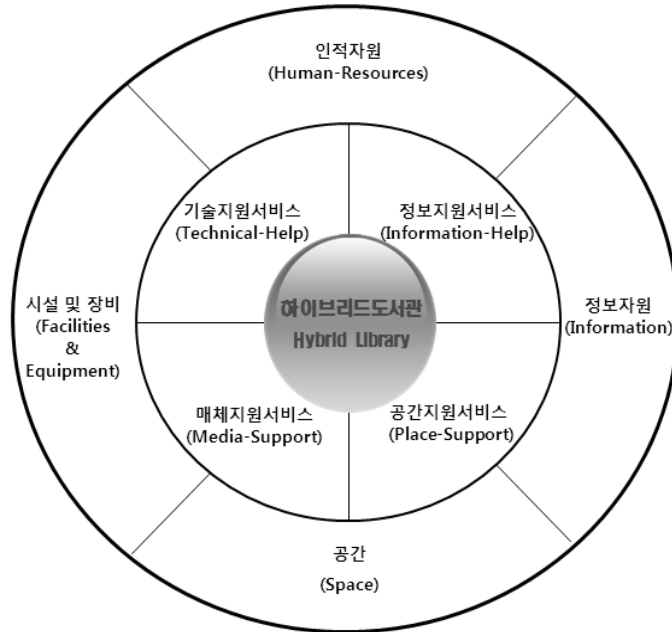 인적자원
(Human-Resources)
기술지원서비스
(Technical-Help)
정보지원서비스
(Information-Help)
시설 및 장비
(Facilities
&
Equipment)
하이브리드도서관
Hybrid Library
정보자원
(Information)
매체지원서비스
(Media-Support)
공간지원서비스
(Place-Support)
공간
(Space)